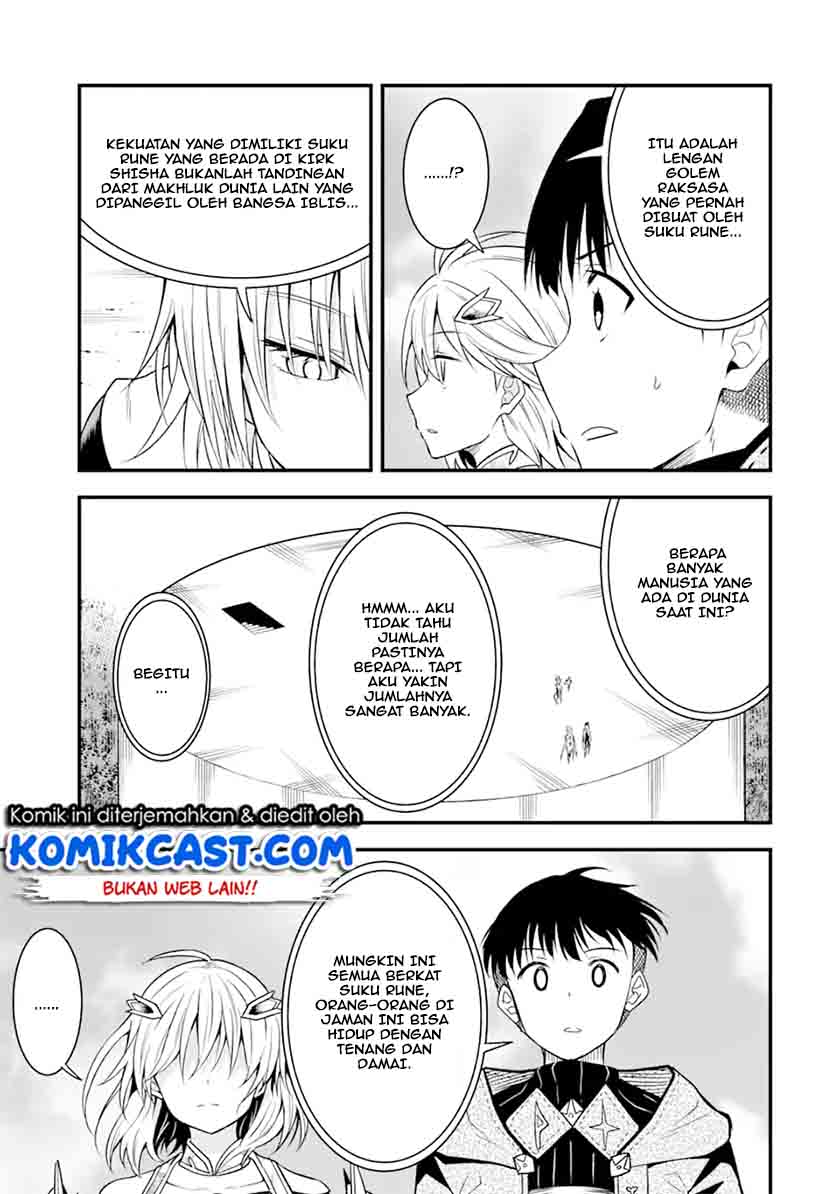 ITU ADALAH
LENGAN
GOLEM
RAKSASA
YANG PERNAH
DIBUAT OLEH
SUKU RUNE...
......!?
KEKUATAN YANG DIMILIKI SUKU
RUNE YANG BERADA DI KIRK
SHISHA BUKANLAH TANDINGAN
DARI MAKHLUK DUNIA LAIN YANG
DIPANGGIL OLEH BANGSA IBLIS...
BERAPA
BANYAK
MANUSIA YANG
ADA DI DUNIA
SAAT INI?
HMMM... AKU
TIDAK TAHU
JUMLAH
PASTINYA
BERAPA... TAPI
AKU YAKIN
JUMLAHNYA
SANGAT BANYAK.
BEGITU
...
Komik ini diterjemahkan & diedit oleh
KOMIKCAST.COM
BUKAN WEB LAIN!!
MUNGKIN INI
SEMUA BERKAT
SUKU RUNE,
ORANG-ORANG DI
JAMAN INI BISA
HIDUP DENGAN
TENANG DAN
DAMAI.
......